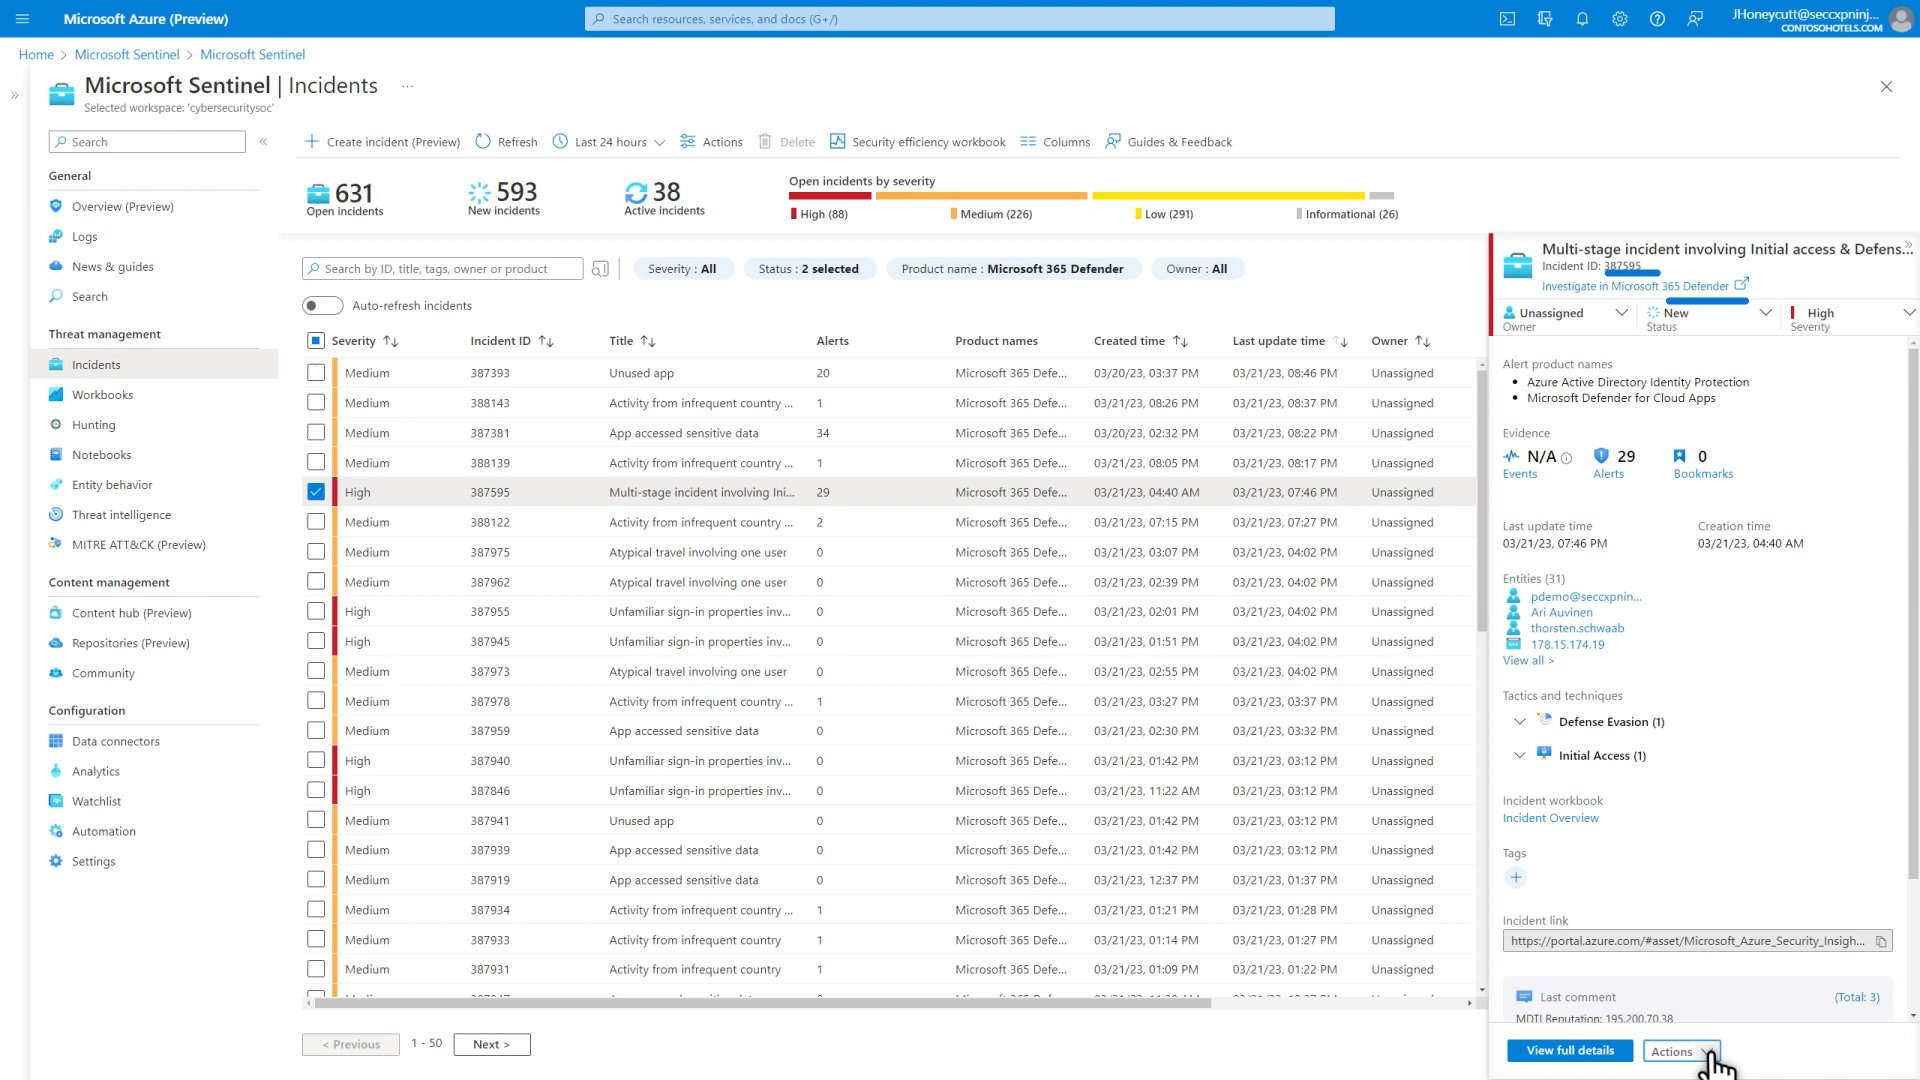 Microsoft Azure (Preview)
Search resources, services, and docs (G+/)
JHoneycutt@seccxpninj...
CONTOSOHOTELS.COM
Home > Microsoft Sentinel > Microsoft Sentinel
Microsoft Sentinel | Incidents ...
Selected workspace: 'cybersecuritysoc'
Search
General
Overview (Preview)
Logs
News & guides
Search
Threat management
Incidents
Workbooks
Hunting
Notebooks
Entity behavior
Threat intelligence
MITRE ATT&CK (Preview)
Content management
Content hub (Preview)
Repositories (Preview)
Community
Configuration
Data connectors
Analytics
Watchlist
Automation
Settings
Create incident (Preview) Refresh Last 24 hours Actions Delete Security efficiency workbook Columns Guides & Feedback
631 Open incidents
593 New incidents
38 Active incidents
Open incidents by severity
High (88) Medium (226) Low (291) Informational (26)
Search by ID, title, tags, owner or product
Severity : All Status : 2 selected Product name : Microsoft 365 Defender Owner : All
Auto-refresh incidents
Severity Incident ID Title Alerts Product names Created time Last update time Owner
Medium 387393 Unused app 20 Microsoft 365 Defe... 03/20/23, 03:37 PM 03/21/23, 08:46 PM Unassigned
Medium 388143 Activity from infrequent country ... 1 Microsoft 365 Defe... 03/21/23, 08:26 PM 03/21/23, 08:37 PM Unassigned
Medium 387381 App accessed sensitive data 34 Microsoft 365 Defe... 03/20/23, 02:32 PM 03/21/23, 08:22 PM Unassigned
Medium 388139 Activity from infrequent country ... 1 Microsoft 365 Defe... 03/21/23, 08:05 PM 03/21/23, 08:17 PM Unassigned
High 387595 Multi-stage incident involving Ini... 29 Microsoft 365 Defe... 03/21/23, 04:40 AM 03/21/23, 07:46 PM Unassigned
Medium 388122 Activity from infrequent country ... 2 Microsoft 365 Defe... 03/21/23, 07:15 PM 03/21/23, 07:27 PM Unassigned
Medium 387975 Atypical travel involving one user 0 Microsoft 365 Defe... 03/21/23, 03:07 PM 03/21/23, 04:02 PM Unassigned
Medium 387962 Atypical travel involving one user 0 Microsoft 365 Defe... 03/21/23, 02:39 PM 03/21/23, 04:02 PM Unassigned
High 387955 Unfamiliar sign-in properties inv... 0 Microsoft 365 Defe... 03/21/23, 02:01 PM 03/21/23, 04:02 PM Unassigned
High 387945 Unfamiliar sign-in properties inv... 0 Microsoft 365 Defe... 03/21/23, 01:51 PM 03/21/23, 04:02 PM Unassigned
Medium 387973 Atypical travel involving one user 0 Microsoft 365 Defe... 03/21/23, 02:55 PM 03/21/23, 04:02 PM Unassigned
Medium 387978 Activity from infrequent country ... 1 Microsoft 365 Defe... 03/21/23, 03:27 PM 03/21/23, 03:37 PM Unassigned
Medium 387959 App accessed sensitive data 0 Microsoft 365 Defe... 03/21/23, 02:30 PM 03/21/23, 03:32 PM Unassigned
High 387940 Unfamiliar sign-in properties inv... 0 Microsoft 365 Defe... 03/21/23, 01:42 PM 03/21/23, 03:12 PM Unassigned
High 387846 Unfamiliar sign-in properties inv... 0 Microsoft 365 Defe... 03/21/23, 11:22 AM 03/21/23, 03:12 PM Unassigned
Medium 387941 Unused app 0 Microsoft 365 Defe... 03/21/23, 01:42 PM 03/21/23, 03:12 PM Unassigned
Medium 387939 App accessed sensitive data 0 Microsoft 365 Defe... 03/21/23, 01:42 PM 03/21/23, 03:12 PM Unassigned
Medium 387919 App accessed sensitive data 0 Microsoft 365 Defe... 03/21/23, 12:37 PM 03/21/23, 01:37 PM Unassigned
Medium 387934 Activity from infrequent country ... 1 Microsoft 365 Defe... 03/21/23, 01:21 PM 03/21/23, 01:28 PM Unassigned
Medium 387933 Activity from infrequent country 1 Microsoft 365 Defe... 03/21/23, 01:14 PM 03/21/23, 01:27 PM Unassigned
Medium 387931 Activity from infrequent country 1 Microsoft 365 Defe... 03/21/23, 01:09 PM 03/21/23, 01:22 PM Unassigned
< Previous 1 - 50 Next >
Multi-stage incident involving Initial access & Defens...
Incident ID: 387595
Investigate in Microsoft 365 Defender
Unassigned New High
Owner Status Severity
Alert product names
• Azure Active Directory Identity Protection
• Microsoft Defender for Cloud Apps
Evidence
N/A 29 0
Events Alerts Bookmarks
Last update time Creation time
03/21/23, 07:46 PM 03/21/23, 04:40 AM
Entities (31)
pdemo@seccxpnin...
Ari Auvinen
thorsten.schwaab
178.15.174.19
View all >
Tactics and techniques
Defense Evasion (1)
Initial Access (1)
Incident workbook
Incident Overview
Tags
Incident link
https://portal.azure.com/#asset/Microsoft_Azure_Security_Insigh...
Last comment (Total: 3)
MDTI Reputation: 195.200.70.38
View full details Actions